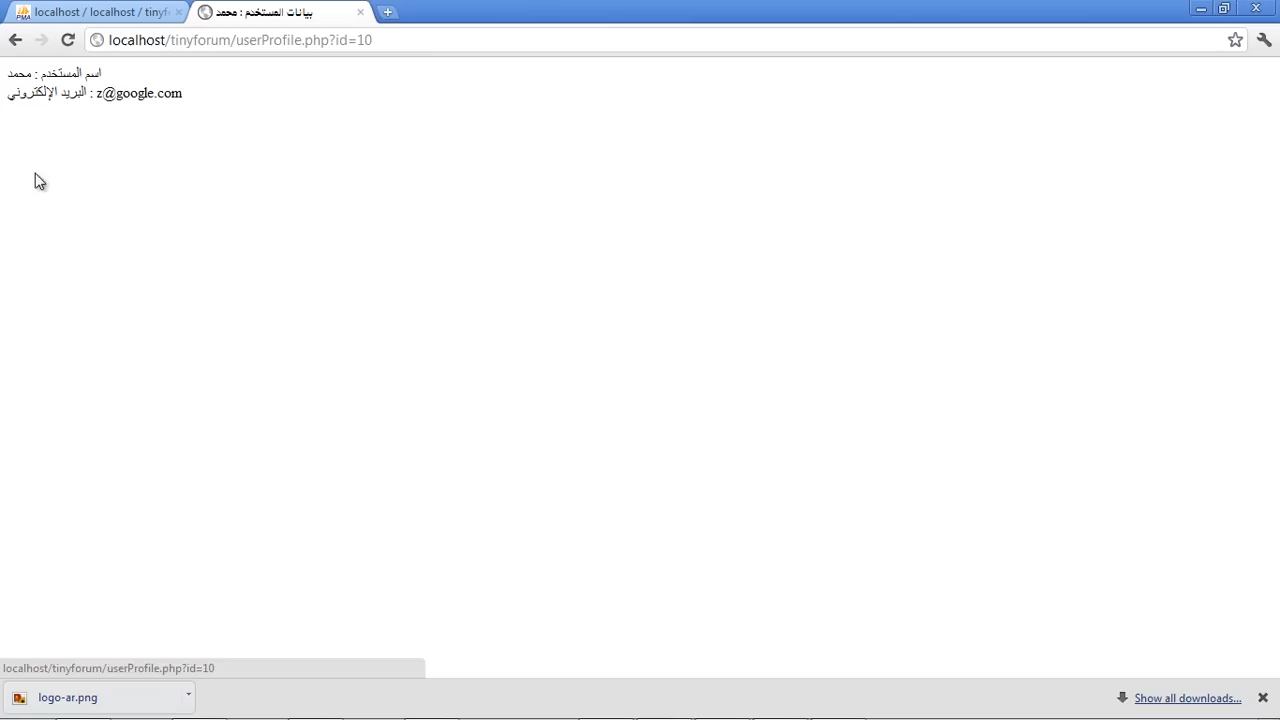 localhost / localhost / tinyf
بيانات المستخدم : محمد
localhost/tinyforum/userProfile.php?id=10
اسم المستخدم : محمد
البريد الإلكتروني : z@google.com
localhost/tinyforum/userProfile.php?id=10
logo-ar.png
Show all downloads...